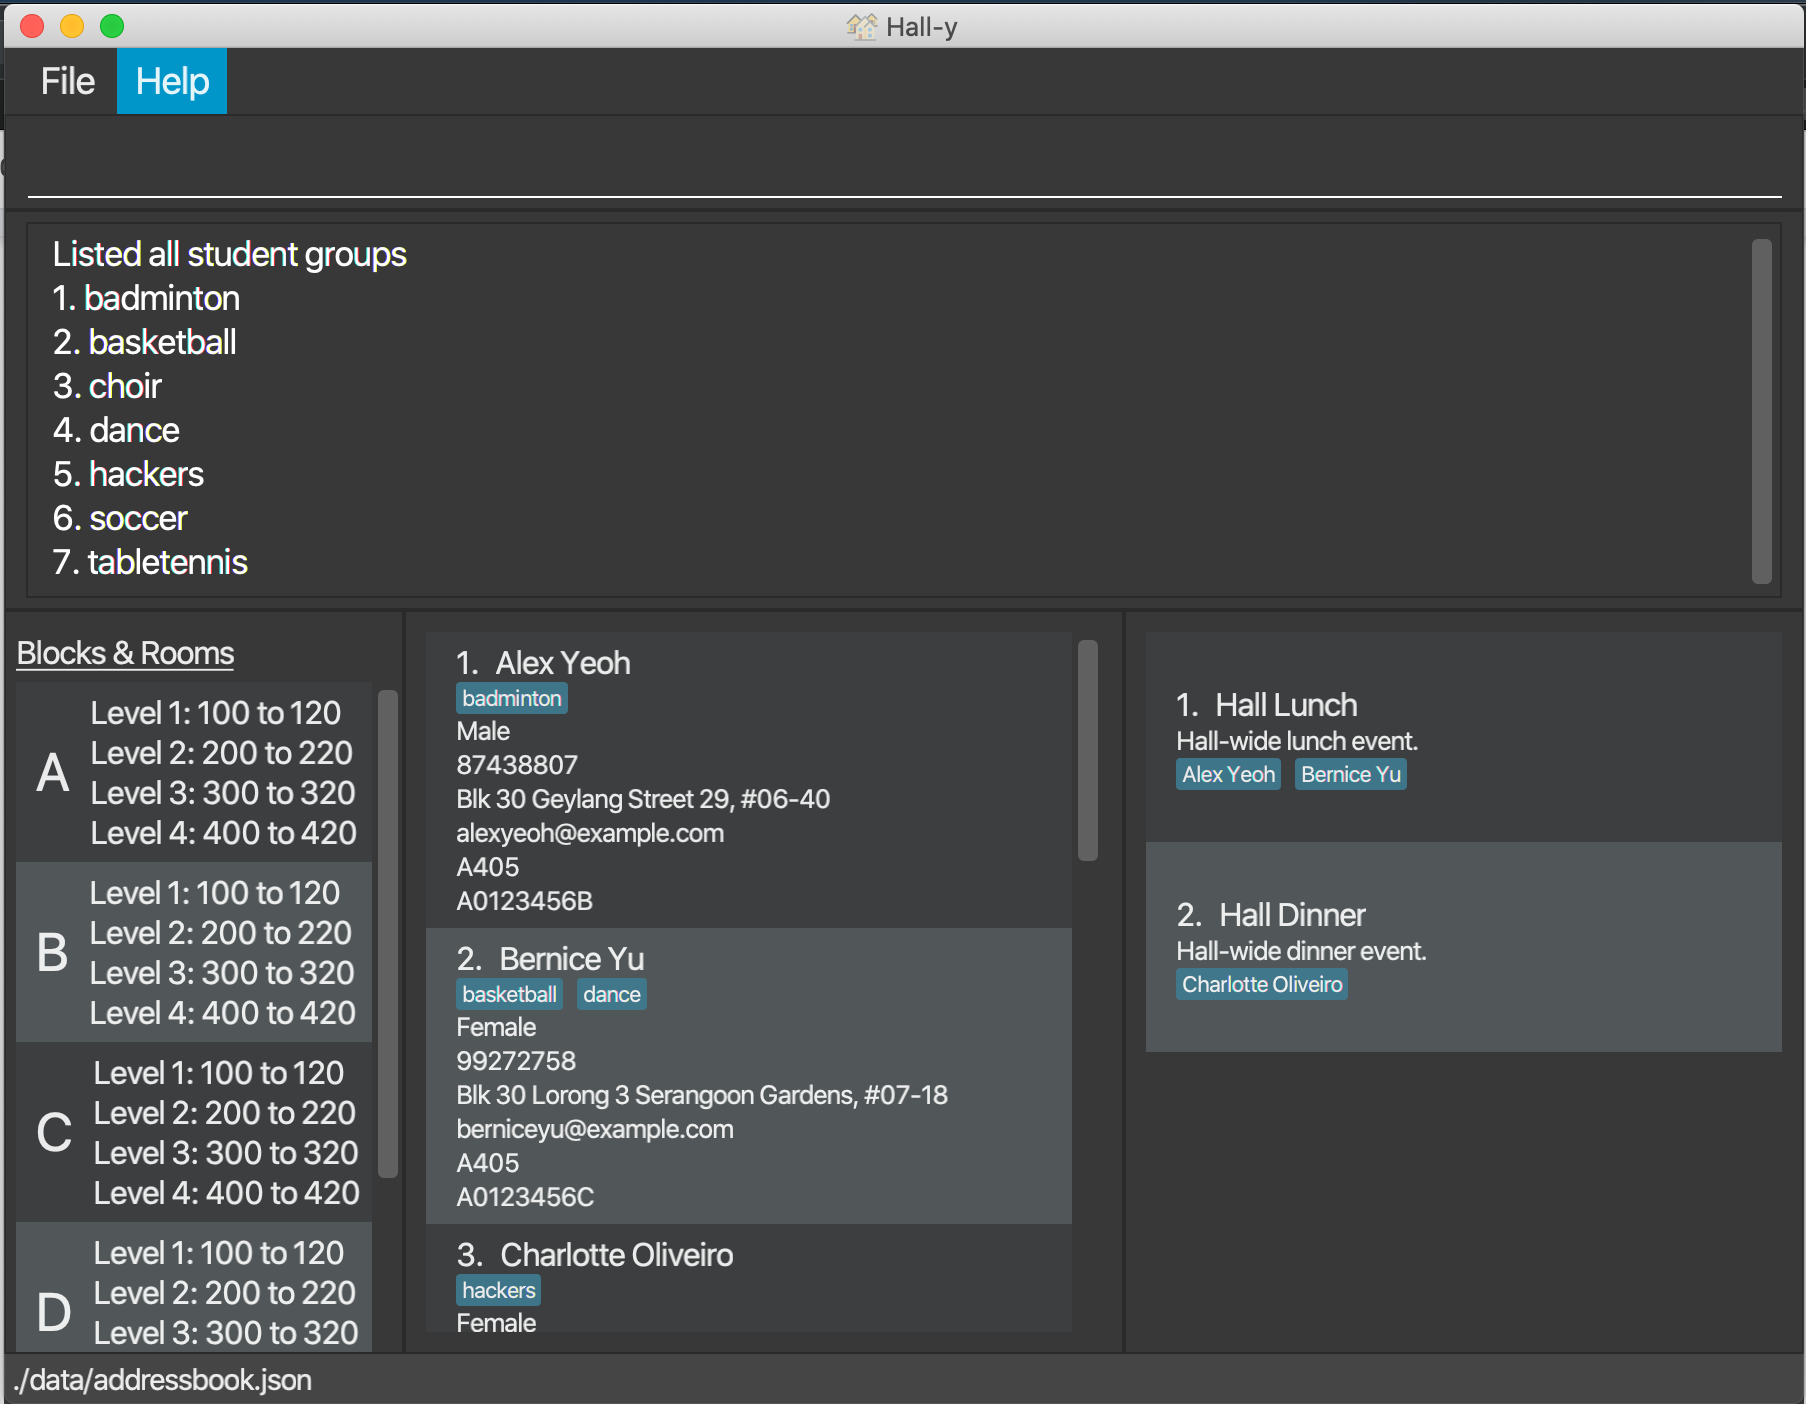 Hall-y
File Help
Listed all student groups
1. badminton
2. basketball
3. choir
4. dance
5. hackers
6. soccer
7. tabletennis
Blocks & Rooms
A
Level 1: 100 to 120
Level 2: 200 to 220
Level 3: 300 to 320
Level 4: 400 to 420
B
Level 1: 100 to 120
Level 2: 200 to 220
Level 3: 300 to 320
Level 4: 400 to 420
C
Level 1: 100 to 120
Level 2: 200 to 220
Level 3: 300 to 320
Level 4: 400 to 420
D
Level 1: 100 to 120
Level 2: 200 to 220
Level 3: 300 to 320
1. Alex Yeoh
badminton
Male
87438807
Blk 30 Geylang Street 29, #06-40
alexyeoh@example.com
A405
A0123456B
2. Bernice Yu
basketball dance
Female
99272758
Blk 30 Lorong 3 Serangoon Gardens, #07-18
berniceyu@example.com
A405
A0123456C
3. Charlotte Oliveiro
hackers
Female
1. Hall Lunch
Hall-wide lunch event.
Alex Yeoh Bernice Yu
2. Hall Dinner
Hall-wide dinner event.
Charlotte Oliveiro
./data/addressbook.json